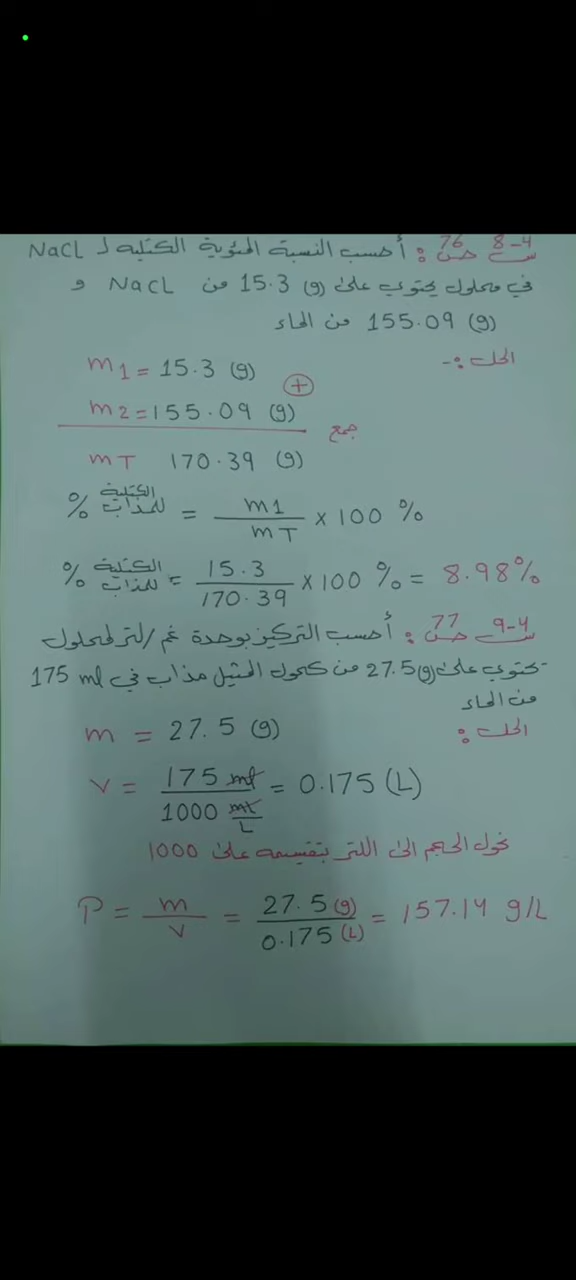 س 8-4 ص 76 : أحسب النسبة المئوية الكتلية لـ NaCL
في محلول يحتوي على 15.3 (g) من NaCL و
155.09 (g) من الماء
الحل :-
m1 = 15.3 (g)
+
m2 = 155.09 (g)
جمع
mT 170.39 (g)
% الكتلية للمذاب = m1 / mT x 100 %
% الكتلية للمذاب = 15.3 / 170.39 x 100 % = 8.98%
س 9-4 ص 77 : أحسب التركيز بوحدة غم/لتر لمحلول
يحتوي على 27.5 (g) من كحول المثيل مذاب في 175 ml
من الماء
الحل :
m = 27.5 (g)
v = 175 ml / 1000 ml/L = 0.175 (L)
نحول الحجم الى اللتر بتقسيمه على 1000
P = m / v = 27.5 (g) / 0.175 (L) = 157.14 g/L